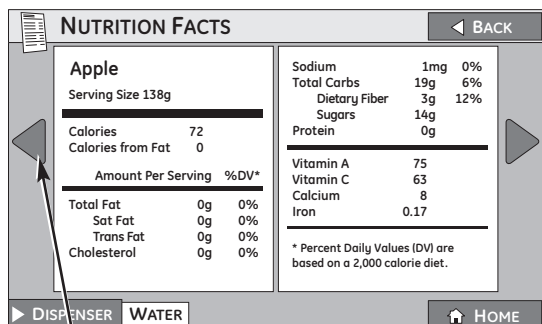 NUTRITION FACTS
BACK
Apple
Serving Size 138g
Calories 72
Calories from Fat 0
Amount Per Serving %DV*
Total Fat 0g 0%
Sat Fat 0g 0%
Trans Fat 0g 0%
Cholesterol 0g 0%
Sodium 1mg 0%
Total Carbs 19g 6%
Dietary Fiber 3g 12%
Sugars 14g
Protein 0g
Vitamin A 75
Vitamin C 63
Calcium 8
Iron 0.17
* Percent Daily Values (DV) are
based on a 2,000 calorie diet.
DISPENSER WATER
HOME